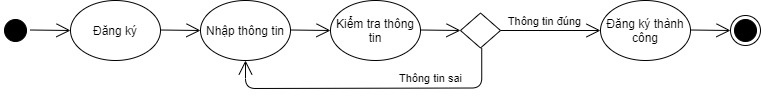 Đăng ký
Nhập thông tin
Kiểm tra thông
tin
Thông tin đúng
Đăng ký thành
công
Thông tin sai